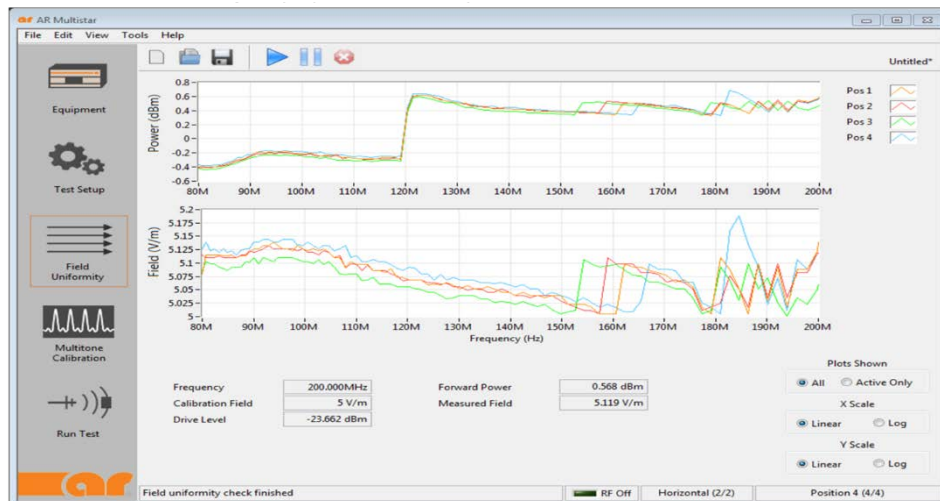 ar AR Multistar
File Edit View Tools Help
Untitled*
Equipment
Test Setup
Field Uniformity
Multitone Calibration
Run Test
ar
Power (dBm)
0.8
0.6
0.4
0.2
0
-0.2
-0.4
-0.6
80M 90M 100M 110M 120M 130M 140M 150M 160M 170M 180M 190M 200M
Pos 1
Pos 2
Pos 3
Pos 4
Field (V/m)
5.2
5.175
5.15
5.125
5.1
5.075
5.05
5.025
5
80M 90M 100M 110M 120M 130M 140M 150M 160M 170M 180M 190M 200M
Frequency (Hz)
Frequency 200.000MHz Forward Power 0.568 dBm
Calibration Field 5 V/m Measured Field 5.119 V/m
Drive Level -23.662 dBm
Plots Shown
All Active Only
X Scale
Linear Log
Y Scale
Linear Log
Field uniformity check finished RF Off Horizontal (2/2) Position 4 (4/4)